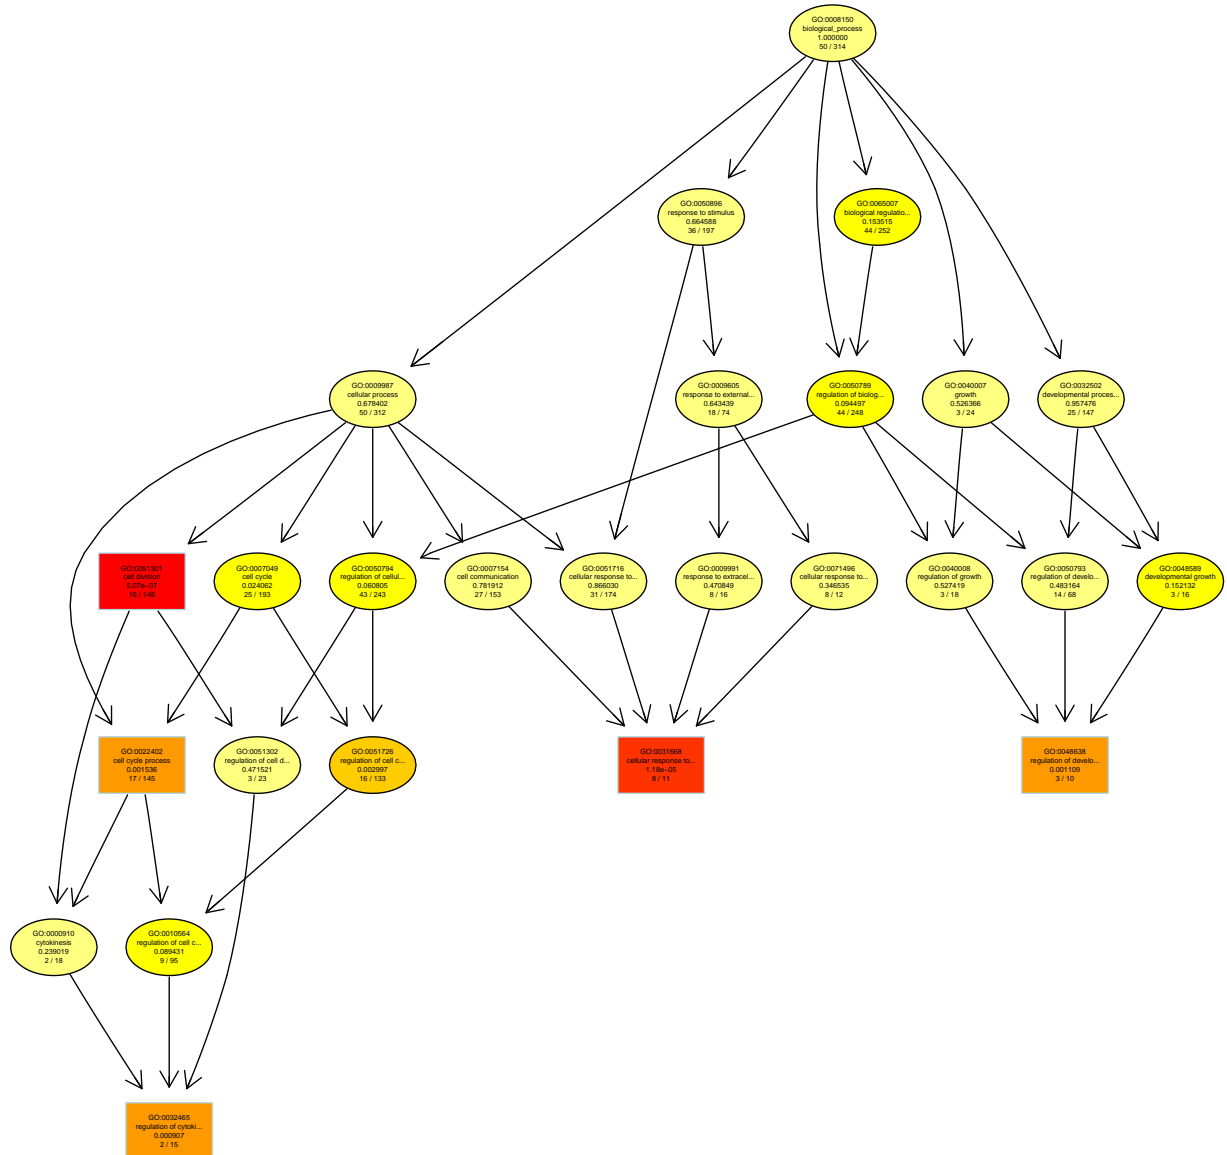 GO:0008150
biological_process
1.000000
50 / 314
GO:0050896
response to stimulus
0.664588
36 / 197
GO:0065007
biological regulatio...
0.153515
44 / 252
GO:0009987
cellular process
0.678402
50 / 312
GO:0009605
response to external...
0.643439
18 / 74
GO:0050789
regulation of biolog...
0.094497
44 / 248
GO:0040007
growth
0.526366
3 / 24
GO:0032502
developmental proces...
0.957476
25 / 147
GO:0051301
cell division
5.07e-07
16 / 146
GO:0007049
cell cycle
0.024062
25 / 193
GO:0050794
regulation of cellul...
0.060805
43 / 243
GO:0007154
cell communication
0.781912
27 / 153
GO:0051716
cellular response to...
0.866030
31 / 174
GO:0009991
response to extracel...
0.470849
8 / 16
GO:0071496
cellular response to...
0.346535
8 / 12
GO:0040008
regulation of growth
0.527419
3 / 18
GO:0050793
regulation of develo...
0.483164
14 / 68
GO:0048589
developmental growth
0.152132
3 / 16
GO:0022402
cell cycle process
0.001536
17 / 145
GO:0051302
regulation of cell d...
0.471521
3 / 23
GO:0051726
regulation of cell c...
0.002997
16 / 133
GO:0031668
cellular response to...
1.18e-05
8 / 11
GO:0048638
regulation of develo...
0.001109
3 / 10
GO:0000910
cytokinesis
0.239019
2 / 18
GO:0010564
regulation of cell c...
0.089431
9 / 95
GO:0032465
regulation of cytoki...
0.000907
2 / 15